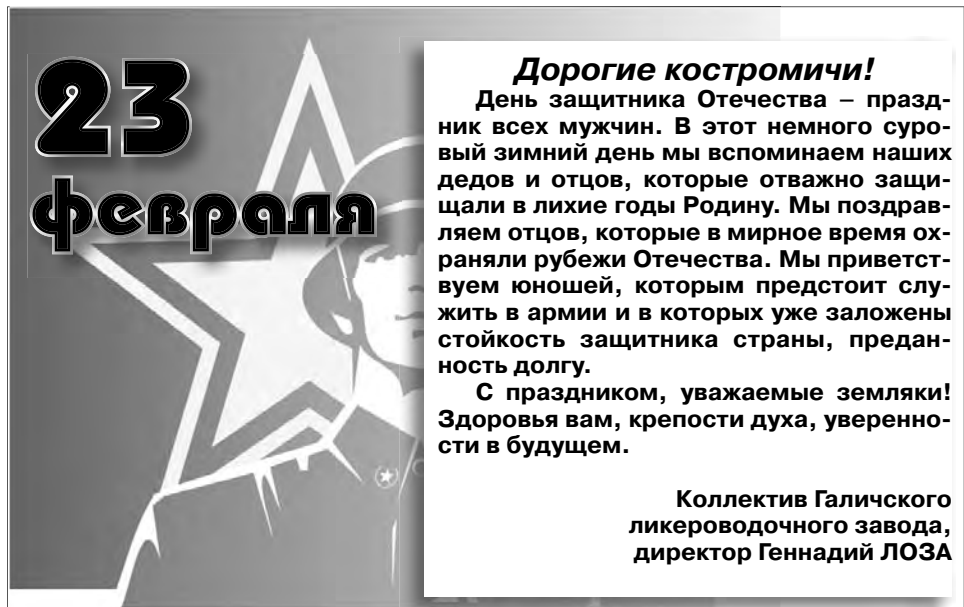 23
февраля
Дорогие костромичи!
День защитника Отечества – празд-
ник всех мужчин. В этот немного суро-
вый зимний день мы вспоминаем наших
дедов и отцов, которые отважно защи-
щали в лихие годы Родину. Мы поздрав-
ляем отцов, которые в мирное время ох-
раняли рубежи Отечества. Мы приветст-
вуем юношей, которым предстоит слу-
жить в армии и в которых уже заложены
стойкость защитника страны, предан-
ность долгу.
С праздником, уважаемые земляки!
Здоровья вам, крепости духа, уверенно-
сти в будущем.
Коллектив Галичского
ликероводочного завода,
директор Геннадий ЛОЗА